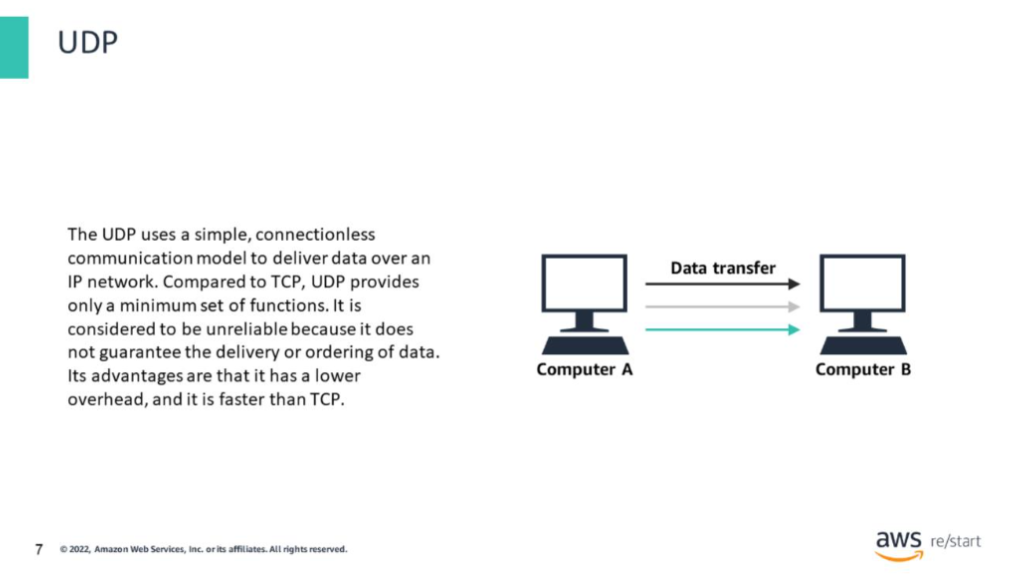 UDP
The UDP uses a simple, connectionless
communication model to deliver data over an
IP network. Compared to TCP, UDP provides
only a minimum set of functions. It is
considered to be unreliable because it does
not guarantee the delivery or ordering of data.
Its advantages are that it has a lower
overhead, and it is faster than TCP.
Data transfer
Computer A
Computer B
7
© 2022, Amazon Web Services, Inc. or its affiliates. All rights reserved.
aws re/start